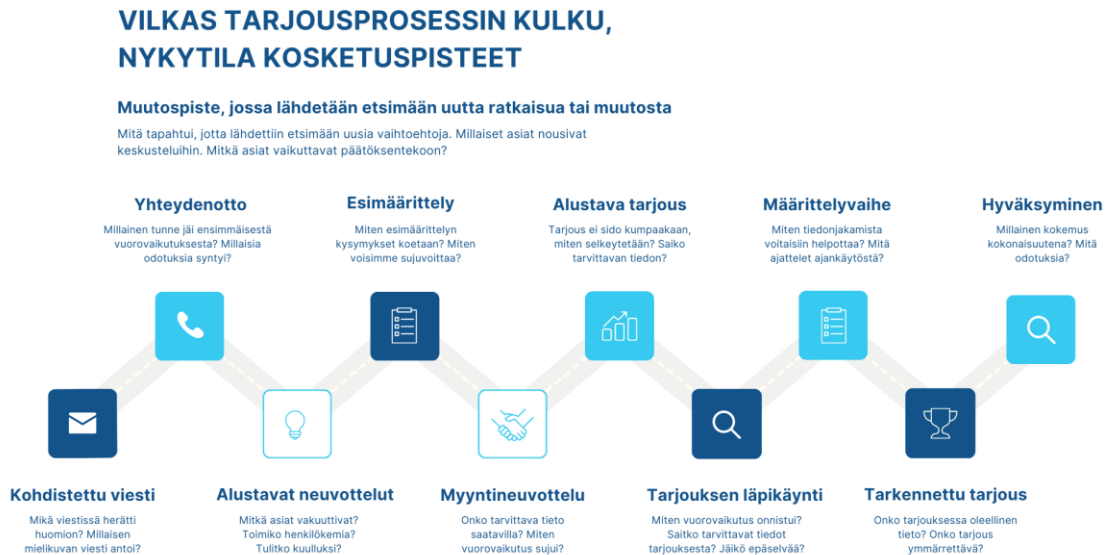 VILKAS TARJOUSPROSESSIN KULKU,
NYKYTILA KOSKETUSPISTEET
Muutospiste, jossa lähdetään etsimään uutta ratkaisua tai muutosta
Mitä tapahtui, jotta lähdettiin etsimään uusia vaihtoehtoja. Millaiset asiat nousivat
keskusteluihin. Mitkä asiat vaikuttavat päätöksentekoon?
Yhteydenotto
Millainen tunne jäi ensimmäisestä
vuorovaikutuksesta? Millaisia
odotuksia syntyi?
Esimäärittely
Miten esimäärittelyn
kysymykset koetaan? Miten
voisimme sujuvoittaa?
Alustava tarjous
Tarjous ei sido kumpaakaan,
miten selkeytetään? Saiko
tarvittavan tiedon?
Määrittelyvaihe
Miten tiedonjakamista
voitaisiin helpottaa? Mitä
ajattelet ajankäytöstä?
Hyväksyminen
Millainen kokemus
kokonaisuutena? Mitä
odotuksia?
Kohdistettu viesti
Mikä viestissä herätti
huomion? Millaisen
mielikuvan viesti antoi?
Alustavat neuvottelut
Mitkä asiat vakuuttivat?
Toimiko henkilökemia?
Tulitko kuulluksi?
Myyntineuvottelu
Onko tarvittava tieto
saatavilla? Miten
vuorovaikutus sujui?
Tarjouksen läpikäynti
Miten vuorovaikutus onnistui?
Saitko tarvittavat tiedot
tarjouksesta? Jäikö epäselvää?
Tarkennettu tarjous
Onko tarjouksessa oleellinen
tieto? Onko tarjous
ymmärrettävä?